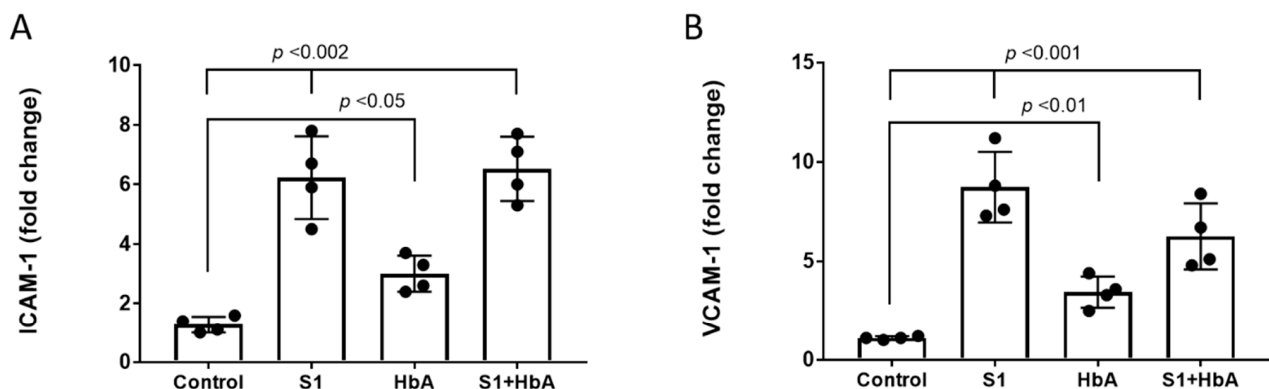 A
ICAM-1 (fold change)
10
8
6
4
2
0
p <0.002
p <0.05
Control S1 HbA S1+HbA
B
VCAM-1 (fold change)
15
10
5
0
p <0.001
p <0.01
Control S1 HbA S1+HbA